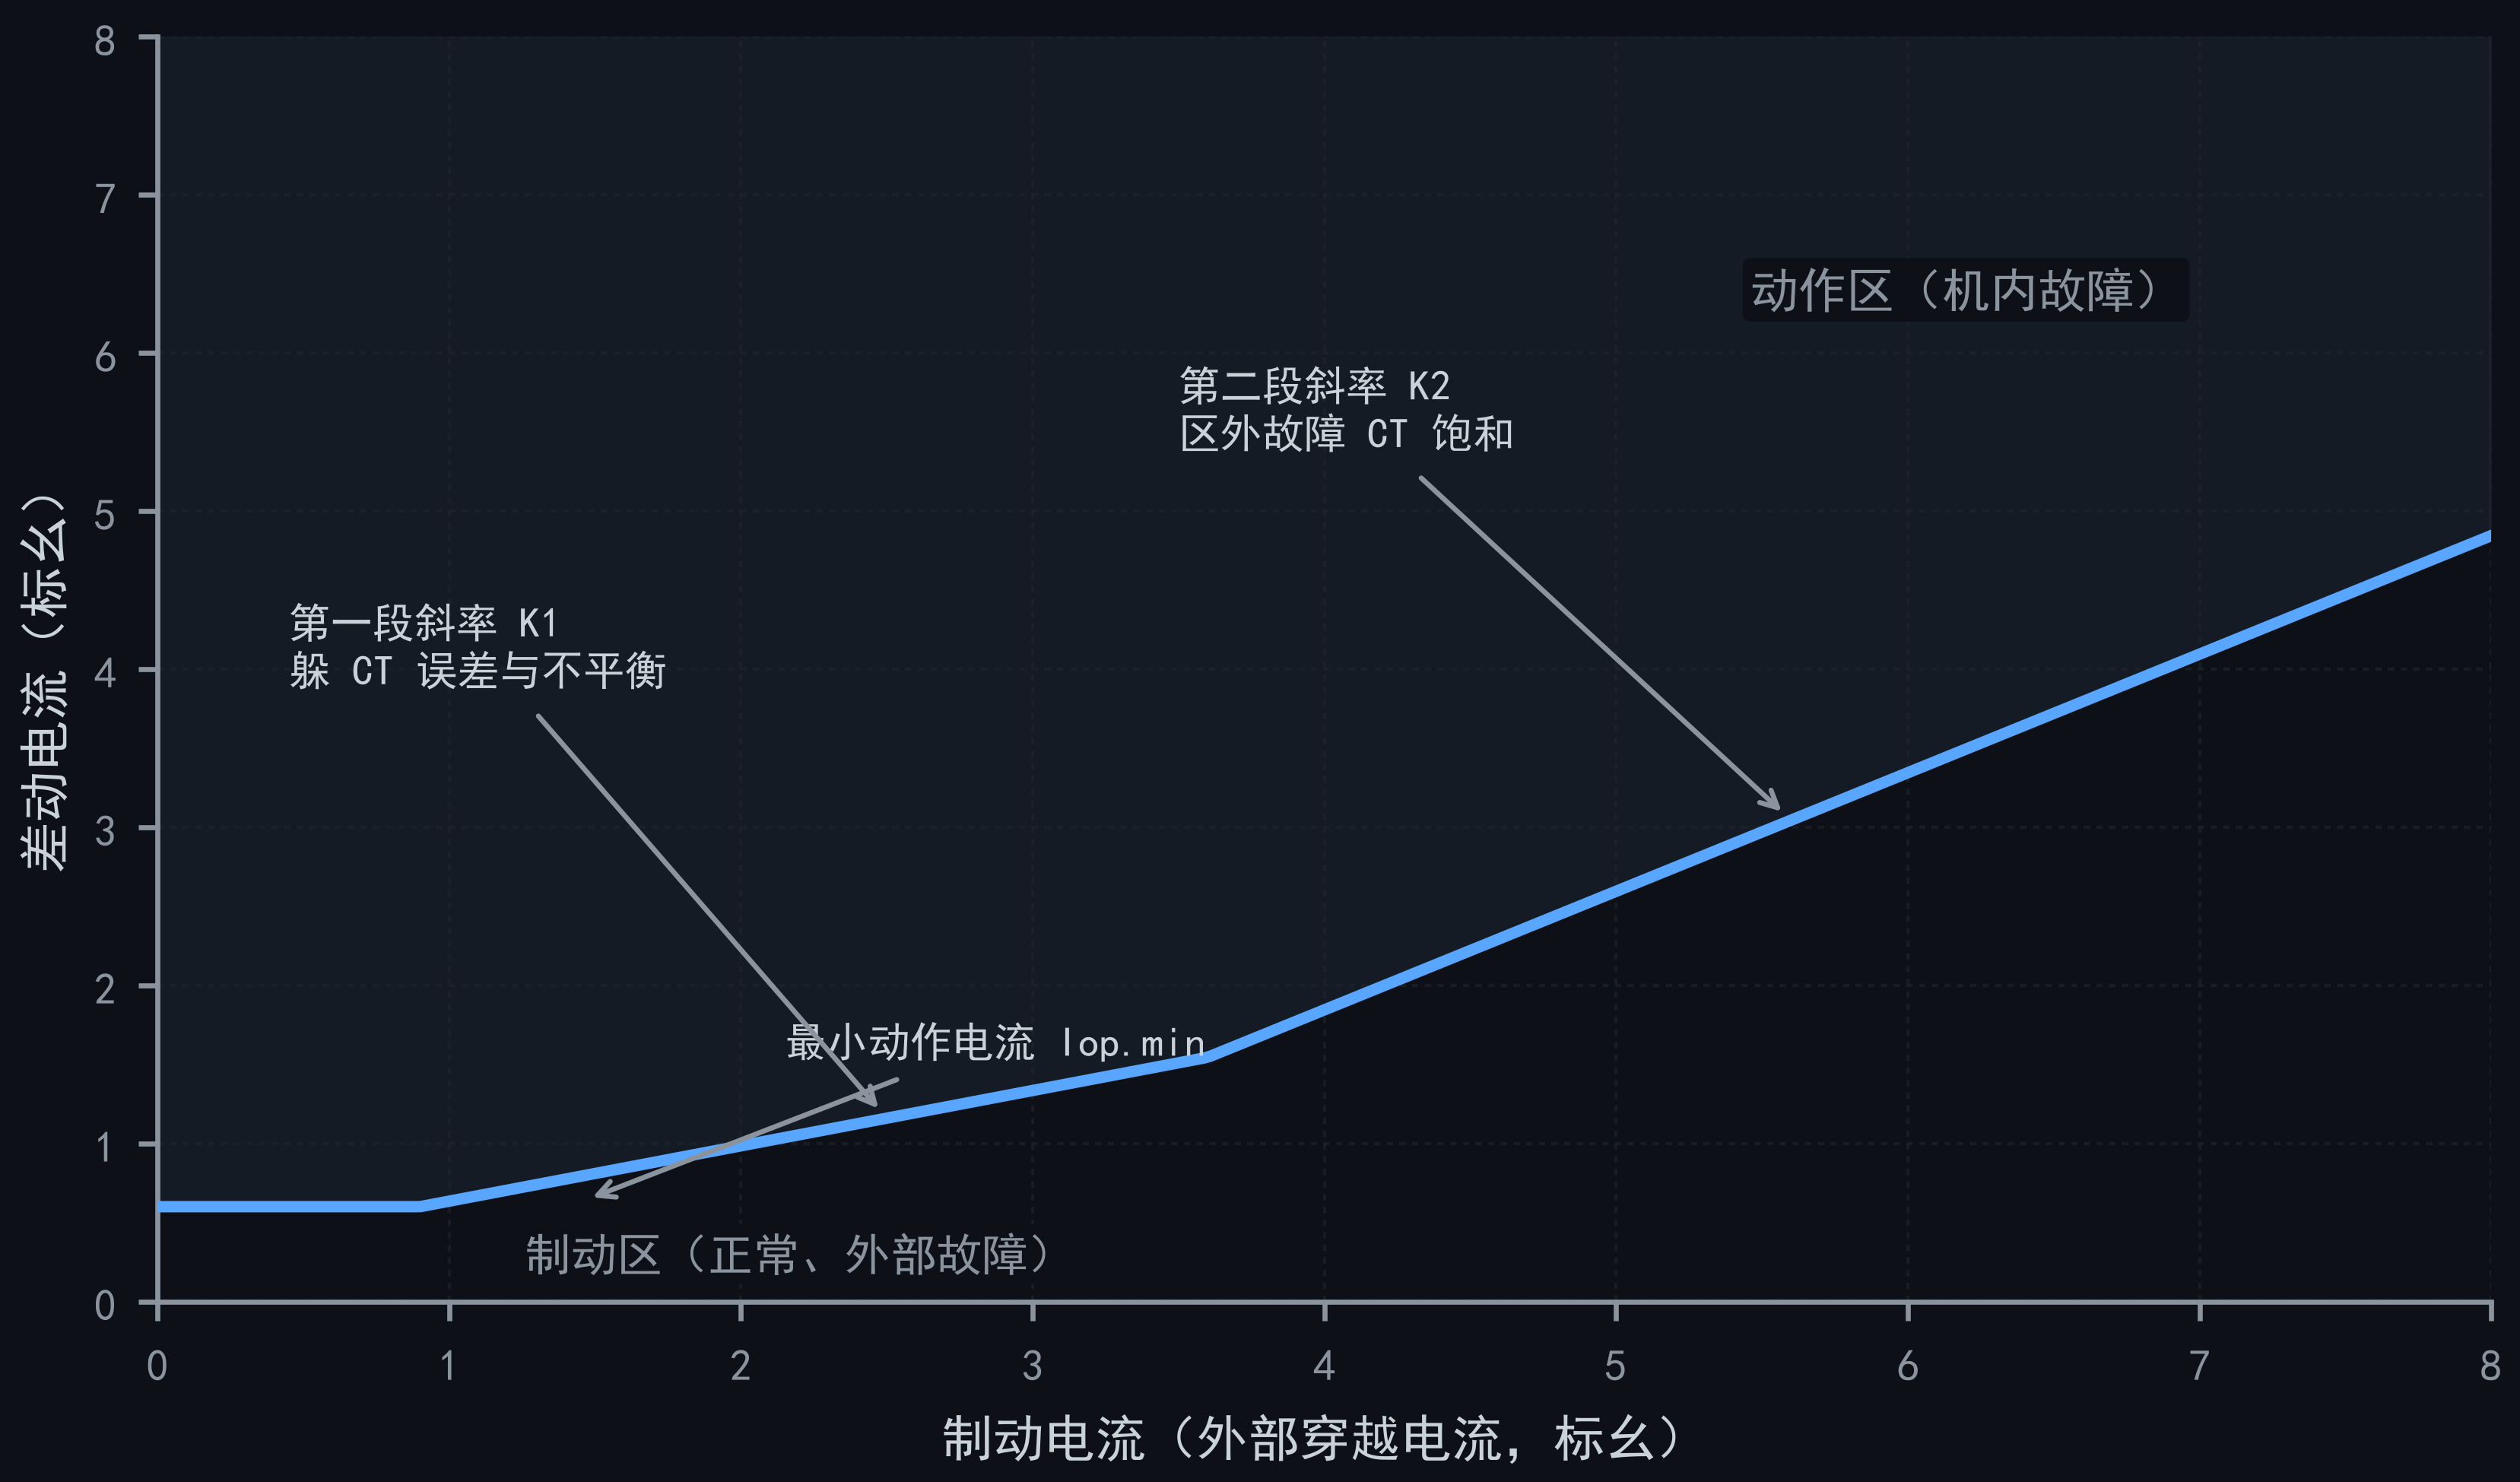 8
7
6
5
4
3
2
1
0
差动电流（标幺）
动作区（机内故障）
第二段斜率 K2
区外故障 CT 饱和
第一段斜率 K1
躲 CT 误差与不平衡
最小动作电流 Iop.min
制动区（正常、外部故障）
0 1 2 3 4 5 6 7 8
制动电流（外部穿越电流，标幺）